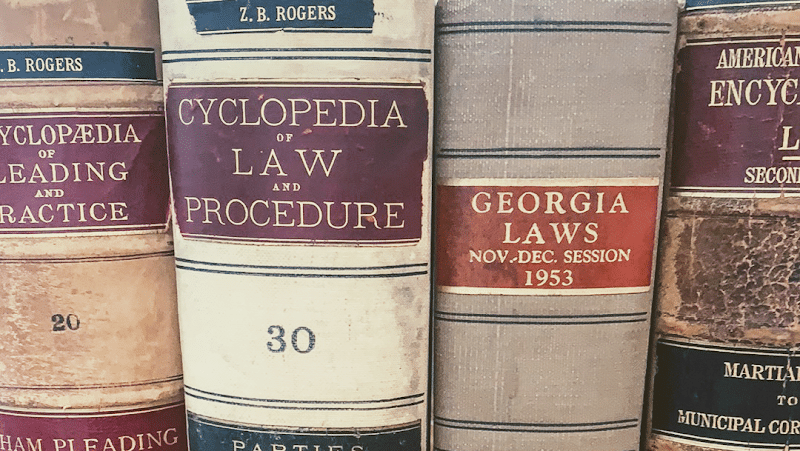 . B. ROGERS
YCLOPÆDIA
OF
LEADING
AND
RACTICE
20
HAM PLEADING
Z. B. ROGERS
CYCLOPEDIA
OF
LAW
AND
PROCEDURE
30
PARTIES
GEORGIA
LAWS
NOV.-DEC. SESSION
1953
AMERICAN
ENCYC
L
SECON
MARTIAL
TO
MUNICIPAL COR